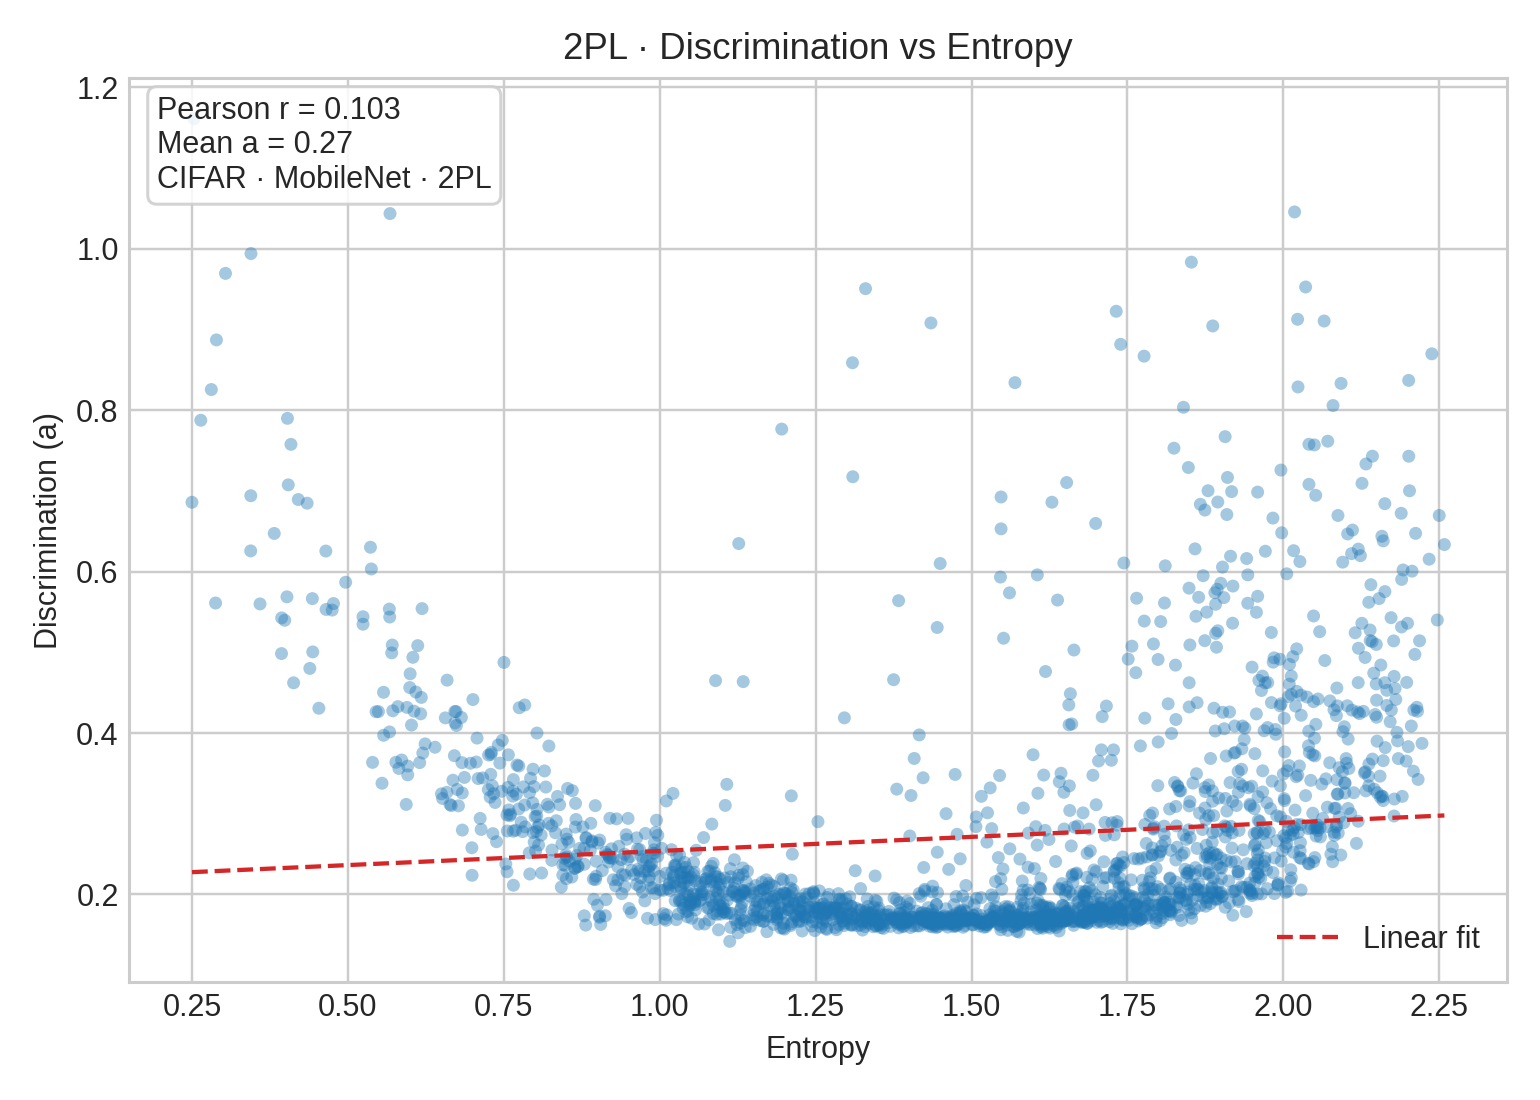 2PL · Discrimination vs Entropy
Pearson r = 0.103
Mean a = 0.27
CIFAR · MobileNet · 2PL
Discrimination (a)
1.2
1.0
0.8
0.6
0.4
0.2
Linear fit
0.25 0.50 0.75 1.00 1.25 1.50 1.75 2.00 2.25
Entropy